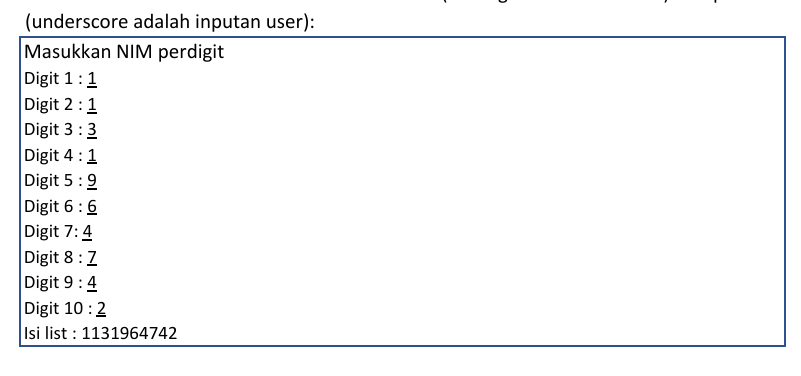 (underscore adalah inputan user):
Masukkan NIM perdigit
Digit 1 : 1
Digit 2 : 1
Digit 3 : 3
Digit 4 : 1
Digit 5 : 9
Digit 6 : 6
Digit 7: 4
Digit 8 : 7
Digit 9 : 4
Digit 10 : 2
Isi list : 1131964742